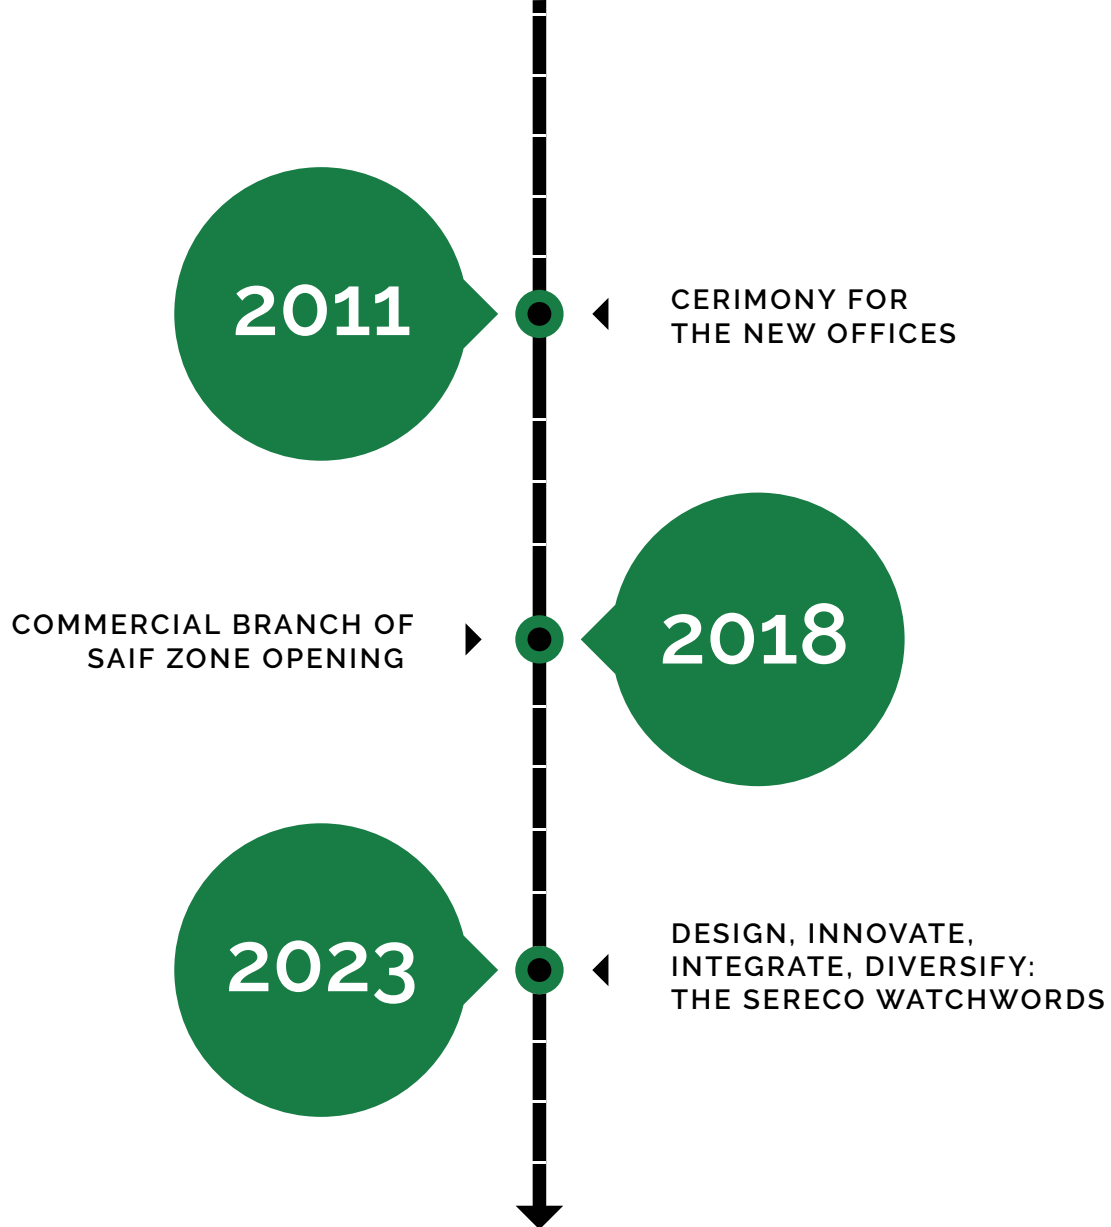 2011
CERIMONY FOR
THE NEW OFFICES
COMMERCIAL BRANCH OF
SAIF ZONE OPENING
2018
2023
DESIGN, INNOVATE,
INTEGRATE, DIVERSIFY:
THE SERECO WATCHWORDS